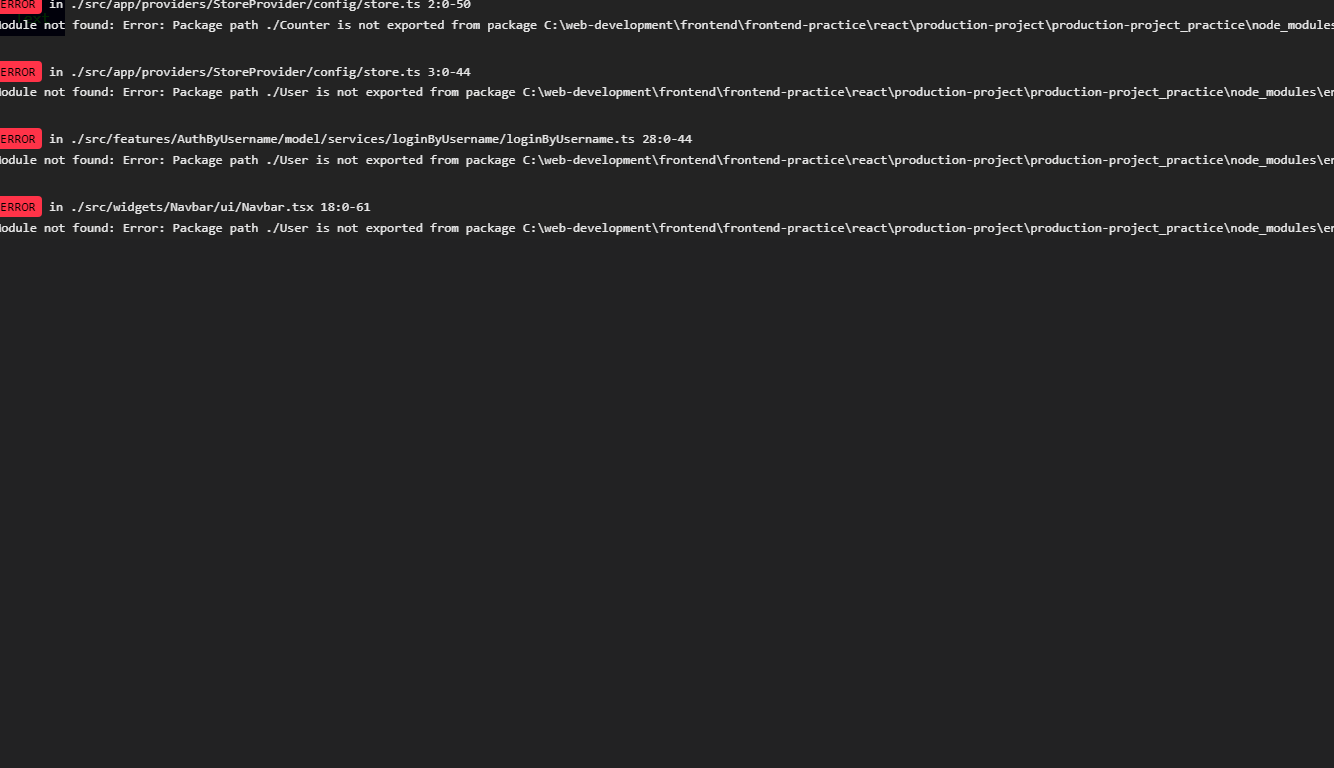 ERROR in ./src/app/providers/StoreProvider/config/store.ts 2:0-50
Module not found: Error: Package path ./Counter is not exported from package C:\web-development\frontend\frontend-practice\react\production-project\production-project_practice\node_modules
ERROR in ./src/app/providers/StoreProvider/config/store.ts 3:0-44
Module not found: Error: Package path ./User is not exported from package C:\web-development\frontend\frontend-practice\react\production-project\production-project_practice\node_modules\en
ERROR in ./src/features/AuthByUsername/model/services/loginByUsername/loginByUsername.ts 28:0-44
Module not found: Error: Package path ./User is not exported from package C:\web-development\frontend\frontend-practice\react\production-project\production-project_practice\node_modules\en
ERROR in ./src/widgets/Navbar/ui/Navbar.tsx 18:0-61
Module not found: Error: Package path ./User is not exported from package C:\web-development\frontend\frontend-practice\react\production-project\production-project_practice\node_modules\en